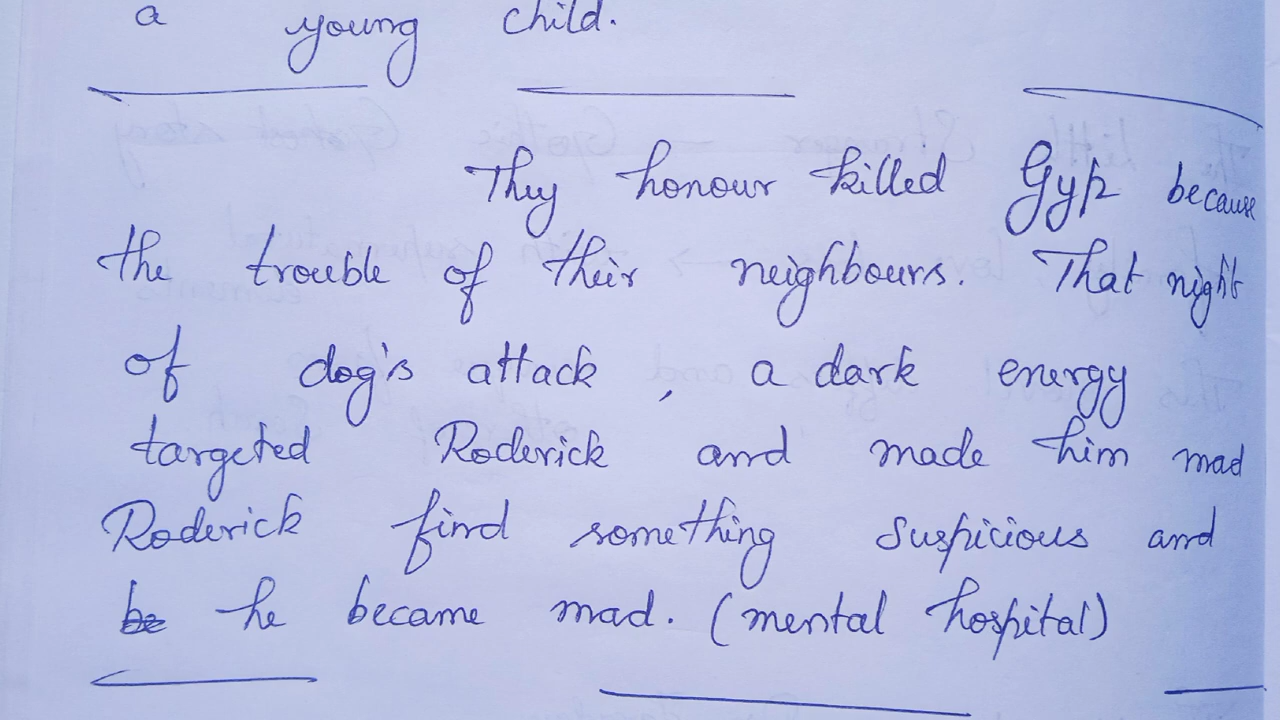 a young child.
They honour killed Gyp because
the trouble of their neighbours. That night
of dog's attack, a dark energy
targeted Roderick and made him mad
Roderick find something suspicious and
be he became mad. (mental hospital)